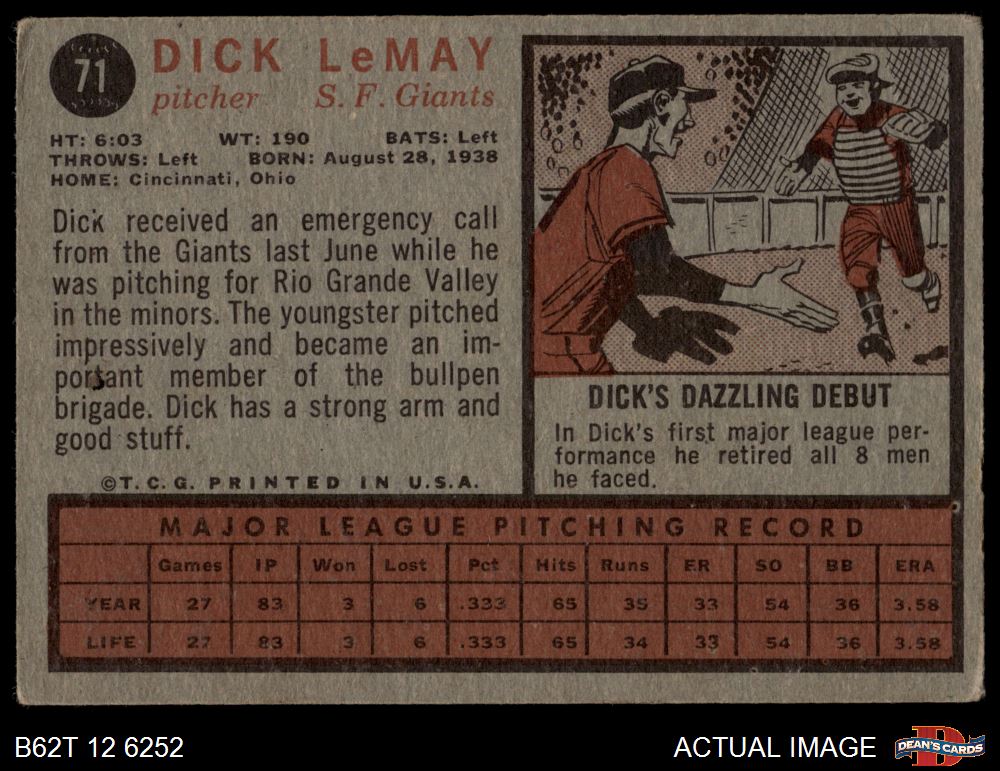 71
DICK LeMAY
pitcher S. F. Giants
HT: 6:03 WT: 190 BATS: Left
THROWS: Left BORN: August 28, 1938
HOME: Cincinnati, Ohio
Dick received an emergency call
from the Giants last June while he
was pitching for Rio Grande Valley
in the minors. The youngster pitched
impressively and became an im-
portant member of the bullpen
brigade. Dick has a strong arm and
good stuff.
©T. C. G. PRINTED IN U.S.A.
DICK'S DAZZLING DEBUT
In Dick's first major league per-
formance he retired all 8 men
he faced.
MAJOR LEAGUE PITCHING RECORD
Games IP Won Lost Pct Hits Runs ER SO BB ERA
YEAR 27 83 3 6 .333 65 35 33 54 36 3.58
LIFE 27 83 3 6 .333 65 34 33 54 36 3.58
B62T 12 6252
ACTUAL IMAGE
D
DEAN'S CARDS